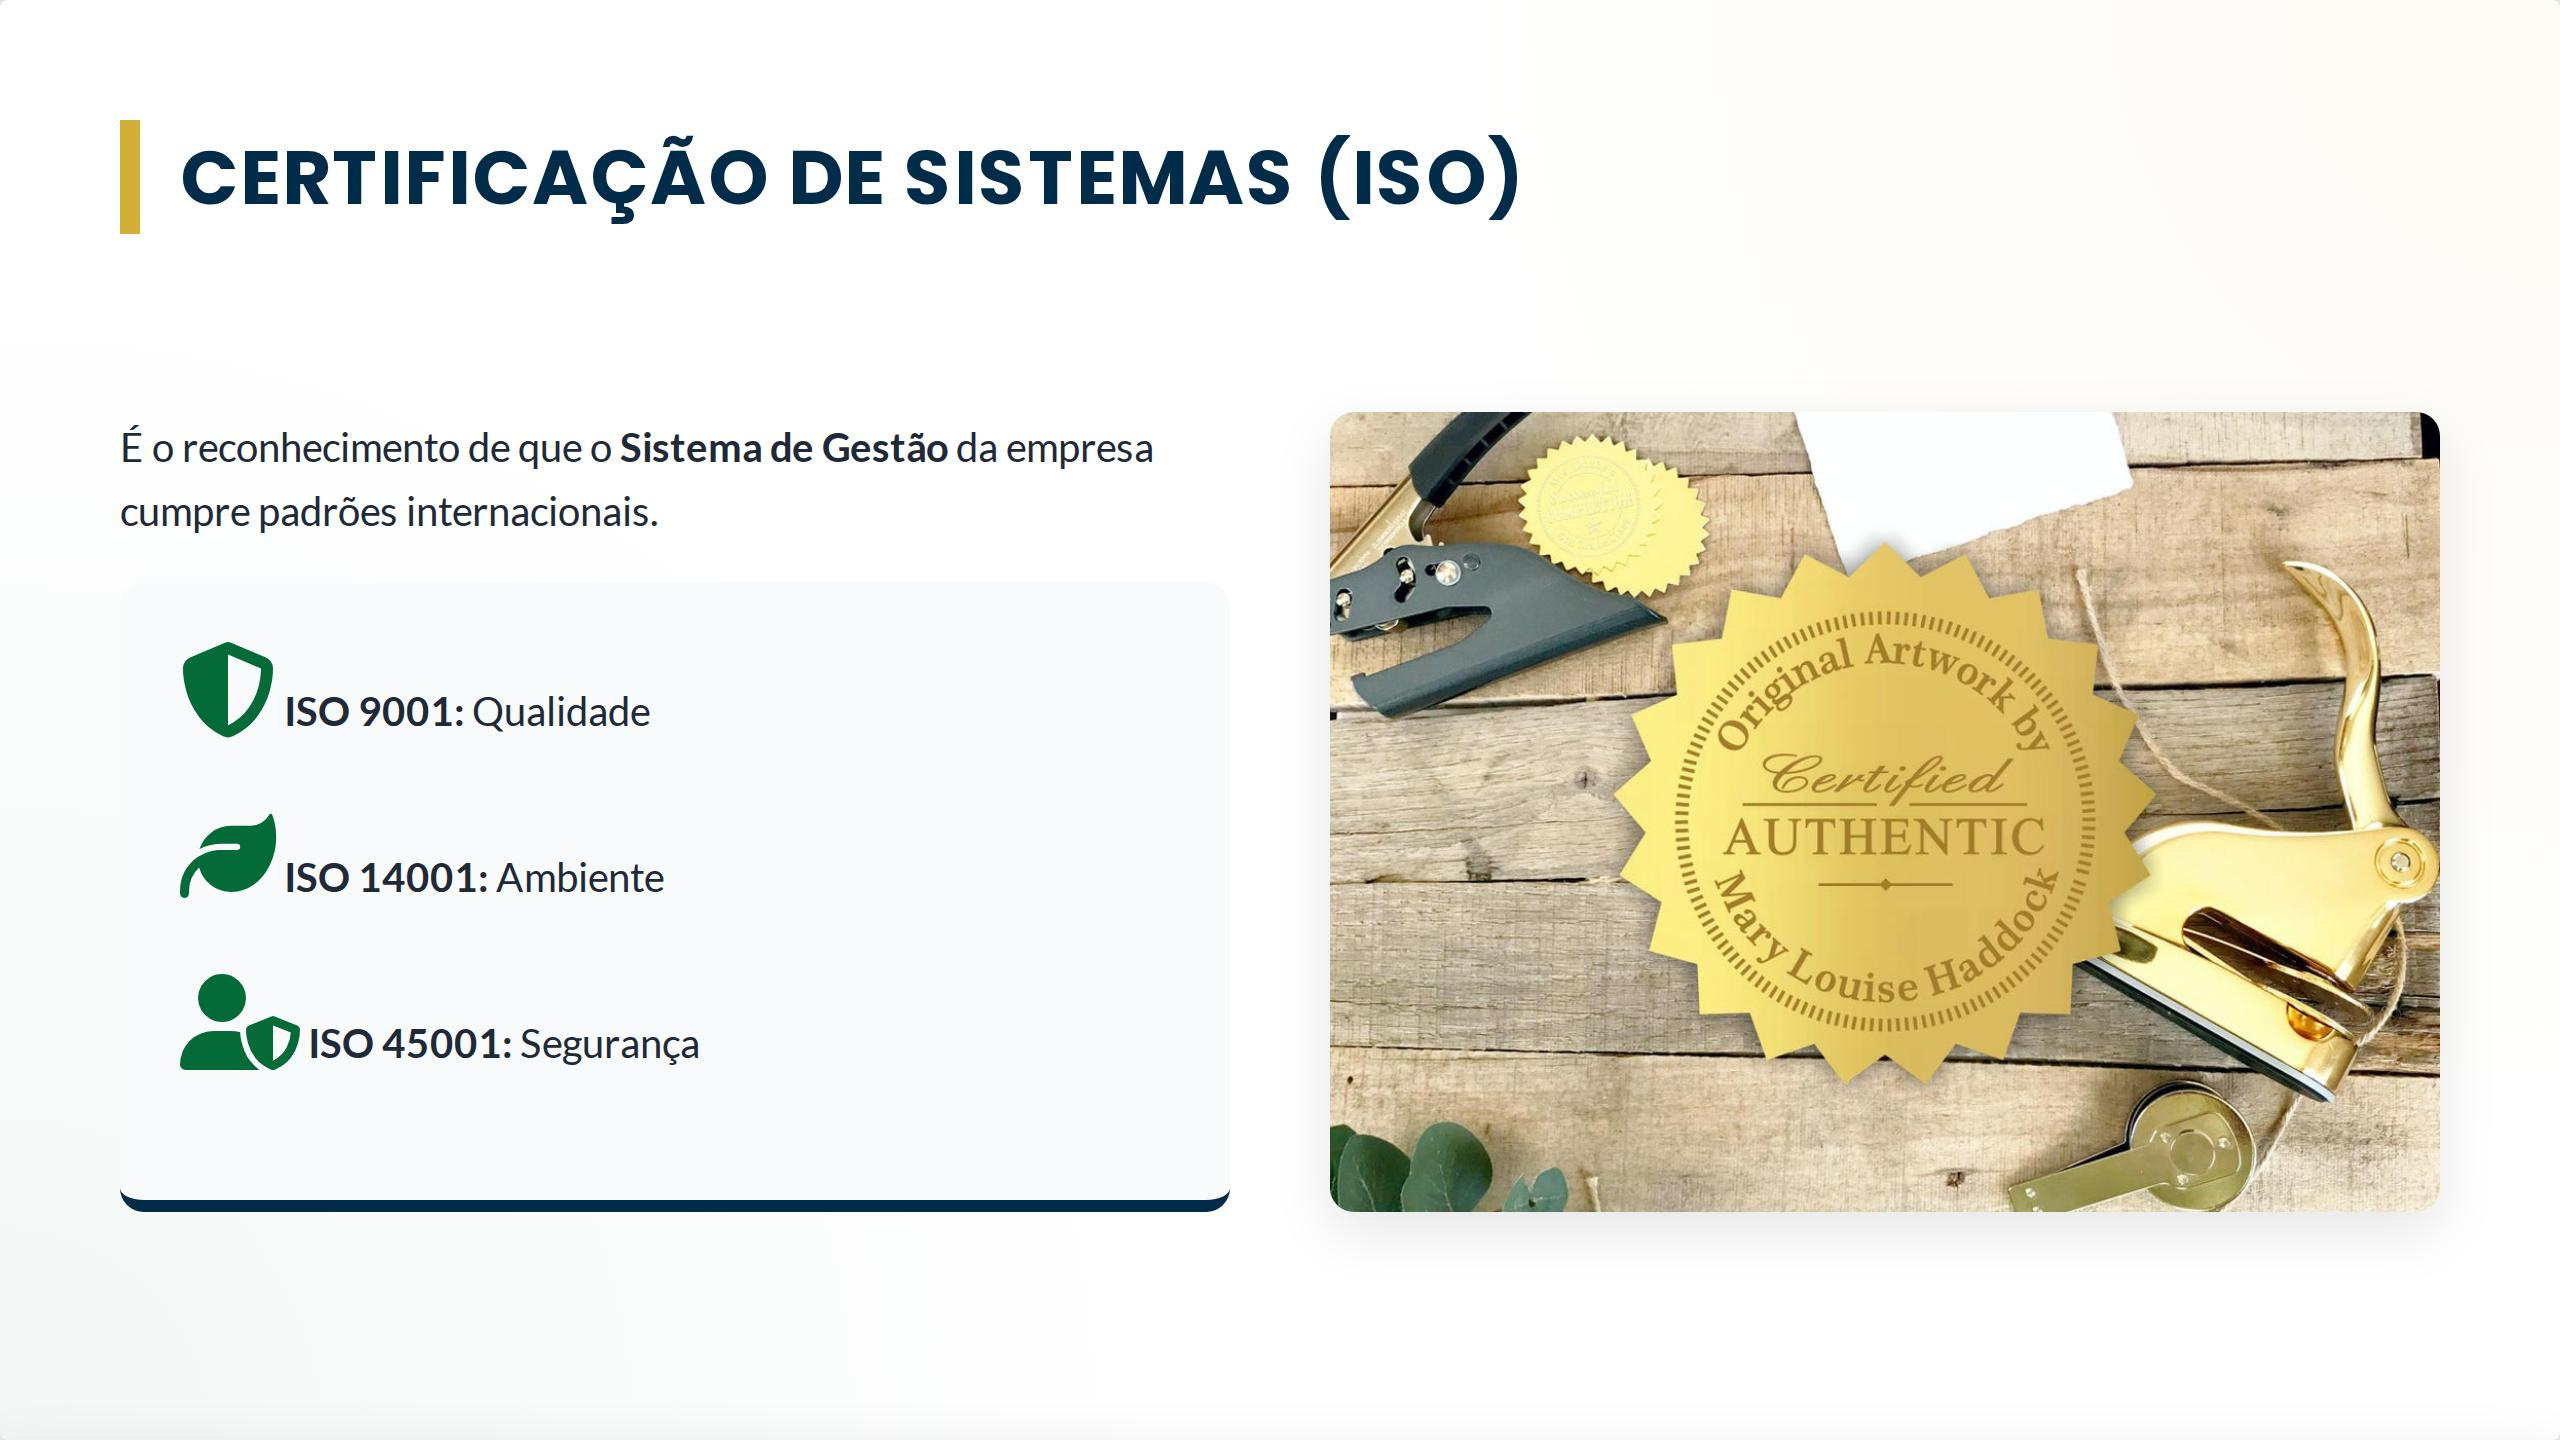 CERTIFICAÇÃO DE SISTEMAS (ISO)
É o reconhecimento de que o Sistema de Gestão da empresa
cumpre padrões internacionais.
ISO 9001: Qualidade
ISO 14001: Ambiente
ISO 45001: Segurança
Original Artwork by
Certified
AUTHENTIC
Mary Louise Haddock